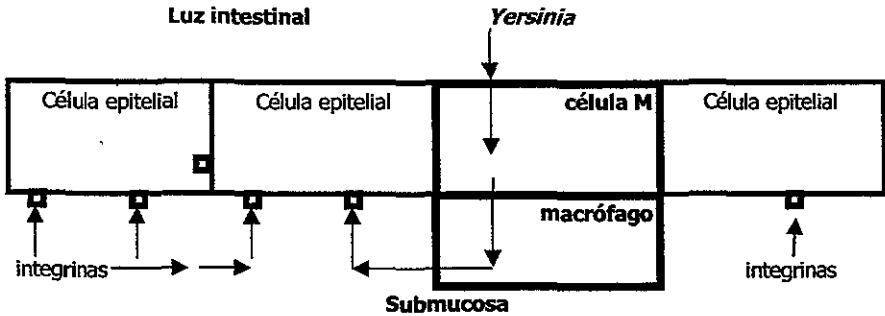 Luz intestinal Yersinia
Célula epitelial Célula epitelial célula M Célula epitelial
macrófago
integrinas integrinas
Submucosa